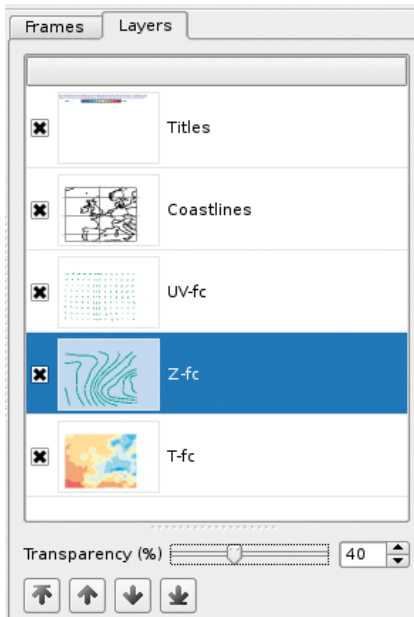 Frames Layers
Titles
Coastlines
UV-fc
Z-fc
T-fc
Transparency (%) 40